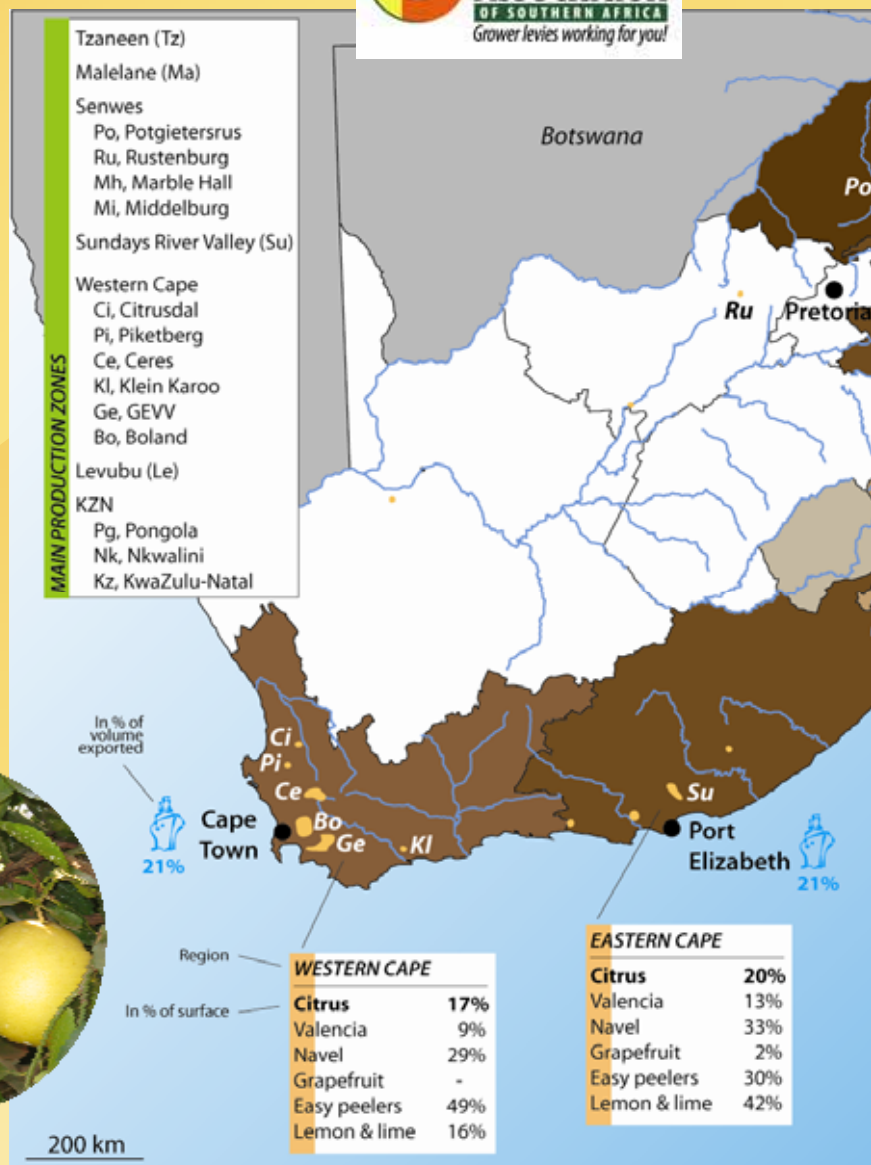 OF SOUTHERN AFRICA
Grower levies working for you!
MAIN PRODUCTION ZONES
Tzaneen (Tz)
Malelane (Ma)
Senwes
Po, Potgietersrus
Ru, Rustenburg
Mh, Marble Hall
Mi, Middelburg
Sundays River Valley (Su)
Western Cape
Ci, Citrusdal
Pi, Piketberg
Ce, Ceres
Kl, Klein Karoo
Ge, GEVV
Bo, Boland
Levubu (Le)
KZN
Pg, Pongola
Nk, Nkwalini
Kz, KwaZulu-Natal
Botswana
Po
Ru
Pretoria
In % of
volume
exported
21%
Cape
Town
Ci
Pi
Ce
Bo
Ge
Kl
Su
Port
Elizabeth
21%
Region
In % of surface
WESTERN CAPE
Citrus 17%
Valencia 9%
Navel 29%
Grapefruit -
Easy peelers 49%
Lemon & lime 16%
EASTERN CAPE
Citrus 20%
Valencia 13%
Navel 33%
Grapefruit 2%
Easy peelers 30%
Lemon & lime 42%
200 km